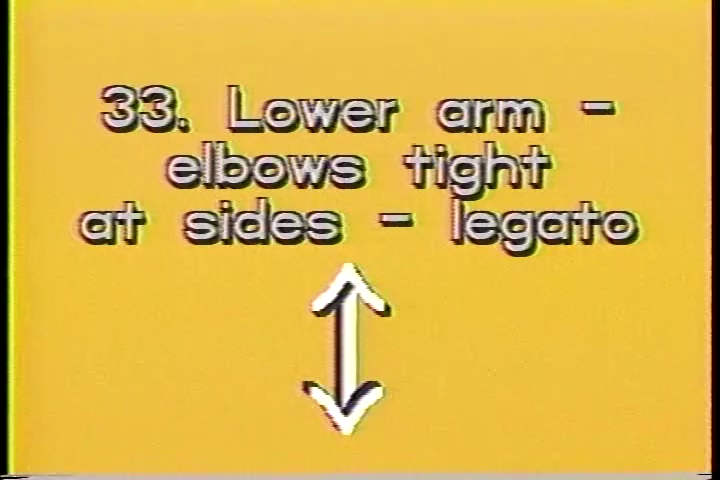 33. Lower arm -
elbows tight
at sides - legato